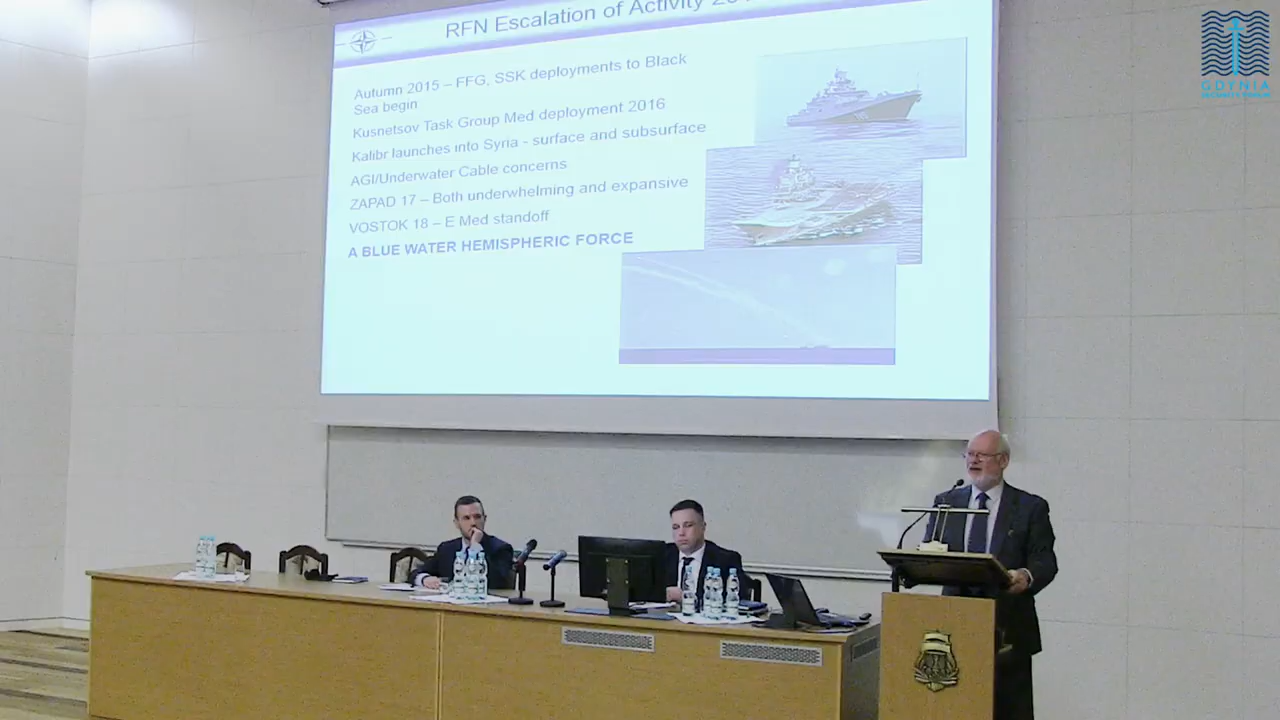 RFN Escalation of Activity
Autumn 2015 – FFG, SSK deployments to Black
Sea begin
Kusnetsov Task Group Med deployment 2016
Kalibr launches into Syria - surface and subsurface
AGI/Underwater Cable concerns
ZAPAD 17 – Both underwhelming and expansive
VOSTOK 18 – E Med standoff
A BLUE WATER HEMISPHERIC FORCE
GDYNIA